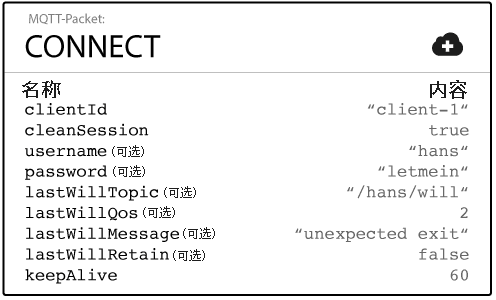 MQTT-Packet:
CONNECT
名称 内容
clientId “client-1“
cleanSession true
username(可选) “hans“
password(可选) “letmein“
lastWillTopic(可选) “/hans/will“
lastWillQos(可选) 2
lastWillMessage(可选) “unexpected exit“
lastWillRetain(可选) false
keepAlive 60